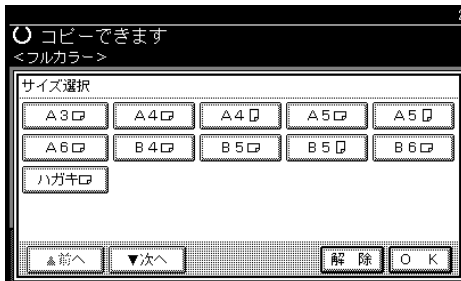 コピーできます
<フルカラー>
サイズ選択
A3 A4 A4 A5 A5
A6 B4 B5 B5 B6
ハガキ
▲前へ ▼次へ 解 除 O K